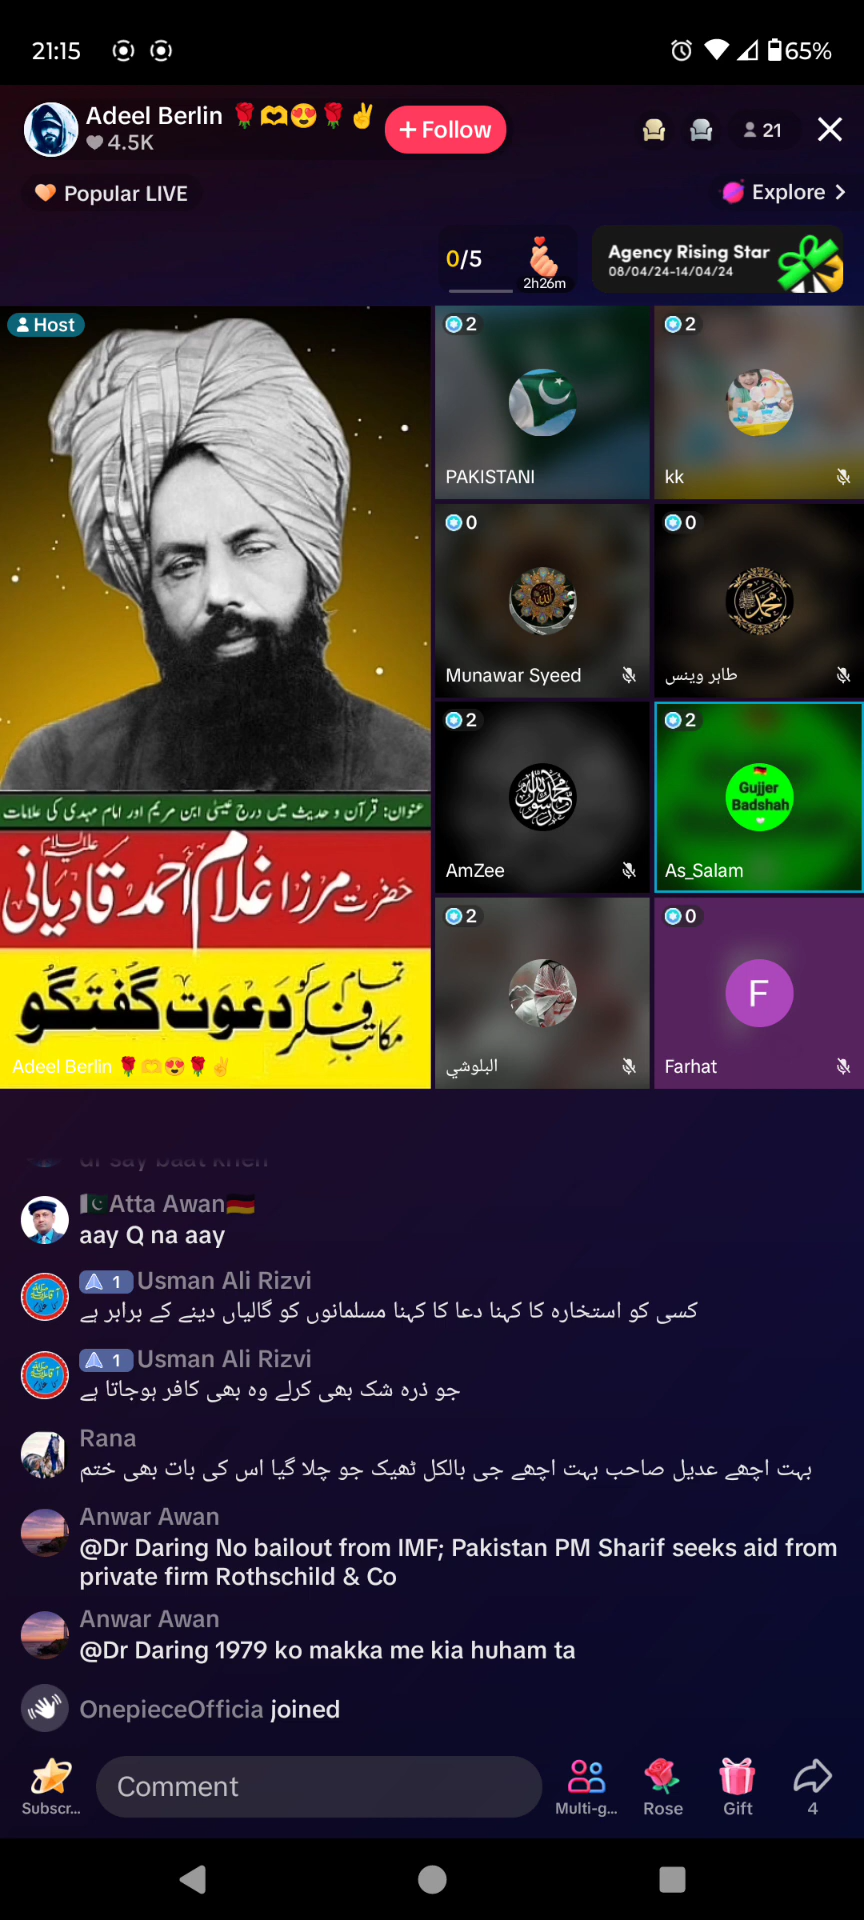 21:15
65%
Adeel Berlin 🌹🫶😍🌹✌
4.5K
+ Follow
21
Popular LIVE
Explore
0/5
2h26m
Agency Rising Star
08/04/24-14/04/24
Host
عنوان: قرآن و حدیث میں درج عیسیٰ ابن مریم اور امام مہدی کی علامات
حضرت مرزا غلام احمد قادیانی علیہ السلام
تمام مکاتب فکر کو دعوت گفتگو
Adeel Berlin 🌹🫶😍🌹✌
2
PAKISTANI
2
kk
0
Munawar Syeed
0
طاہر وینس
2
AmZee
2
Gujjer
Badshah
As_Salam
2
البلوشي
0
F
Farhat
dr say baat kren
🇵🇰Atta Awan🇩🇪
aay Q na aay
1 Usman Ali Rizvi
کسی کو استخارہ کا کہنا دعا کا کہنا مسلمانوں کو گالیاں دینے کے برابر ہے
1 Usman Ali Rizvi
جو ذرہ شک بھی کرلے وہ بھی کافر ہوجاتا ہے
Rana
بہت اچھے عدیل صاحب بہت اچھے جی بالکل ٹھیک جو چلا گیا اس کی بات بھی ختم
Anwar Awan
@Dr Daring No bailout from IMF; Pakistan PM Sharif seeks aid from
private firm Rothschild & Co
Anwar Awan
@Dr Daring 1979 ko makka me kia huham ta
OnepieceOfficia joined
Subscr...
Comment
Multi-g...
Rose
Gift
4